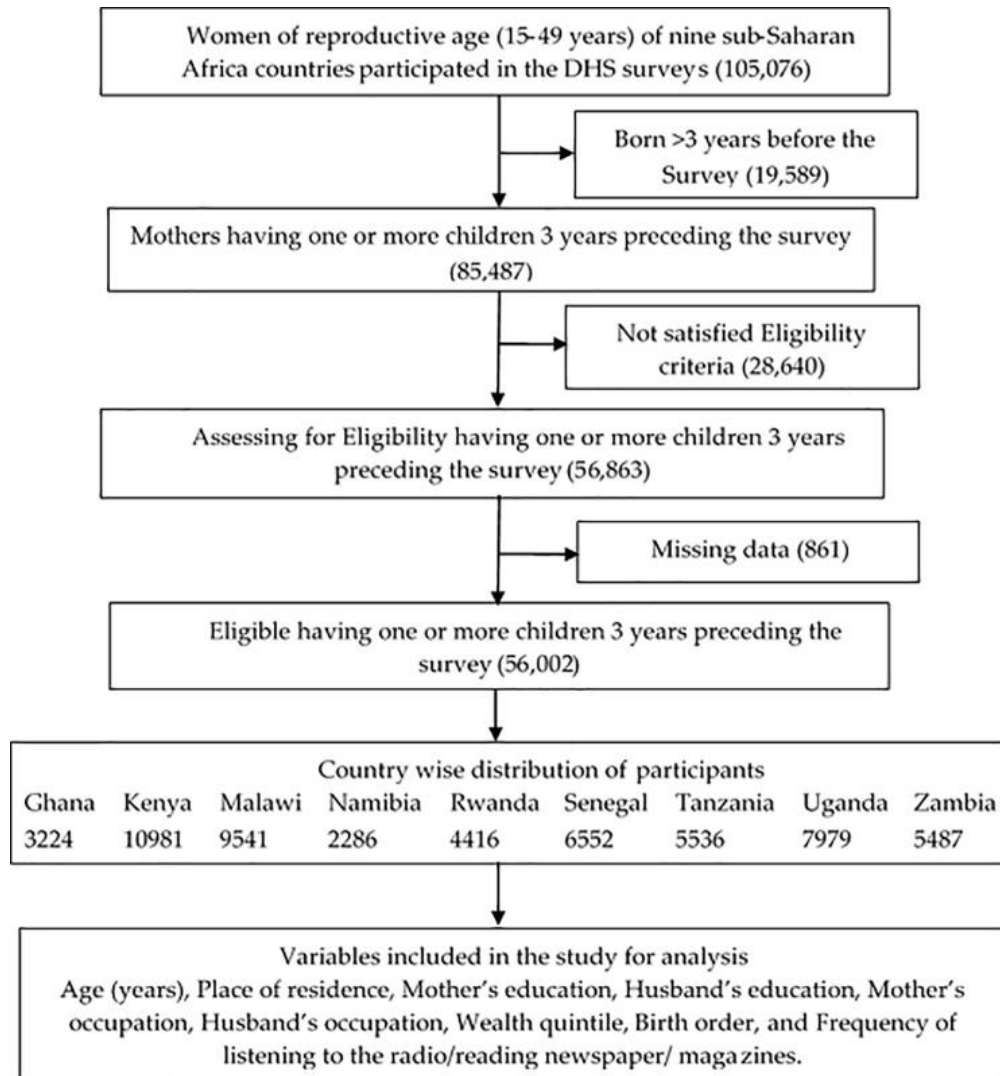 Women of reproductive age (15-49 years) of nine sub-Saharan
Africa countries participated in the DHS surveys (105,076)
Born >3 years before the
Survey (19,589)
Mothers having one or more children 3 years preceding the survey
(85,487)
Not satisfied Eligibility
criteria (28,640)
Assessing for Eligibility having one or more children 3 years
preceding the survey (56,863)
Missing data (861)
Eligible having one or more children 3 years preceding the
survey (56,002)
Country wise distribution of participants
Ghana Kenya Malawi Namibia Rwanda Senegal Tanzania Uganda Zambia
3224 10981 9541 2286 4416 6552 5536 7979 5487
Variables included in the study for analysis
Age (years), Place of residence, Mother's education, Husband's education, Mother's
occupation, Husband's occupation, Wealth quintile, Birth order, and Frequency of
listening to the radio/reading newspaper/ magazines.